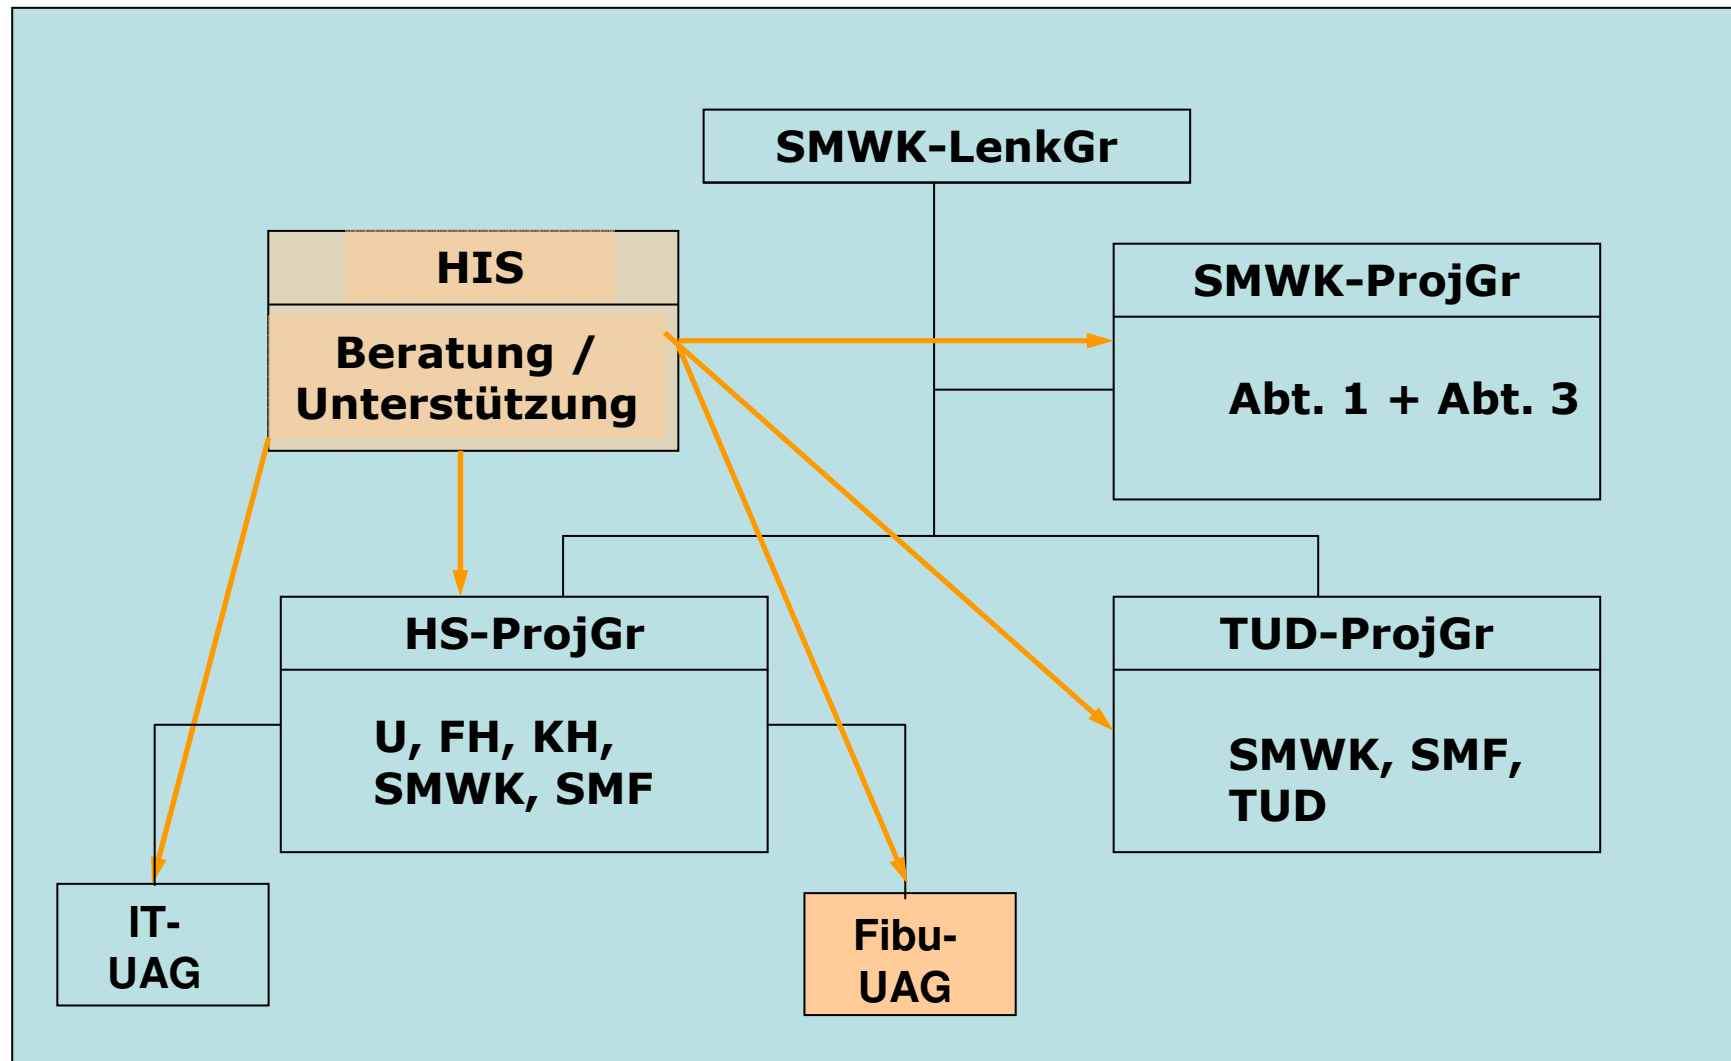 SMWK-LenkGr
HIS
Beratung /
Unterstützung
SMWK-ProjGr
Abt. 1 + Abt. 3
HS-ProjGr
U, FH, KH,
SMWK, SMF
TUD-ProjGr
SMWK, SMF,
TUD
IT-
UAG
Fibu-
UAG